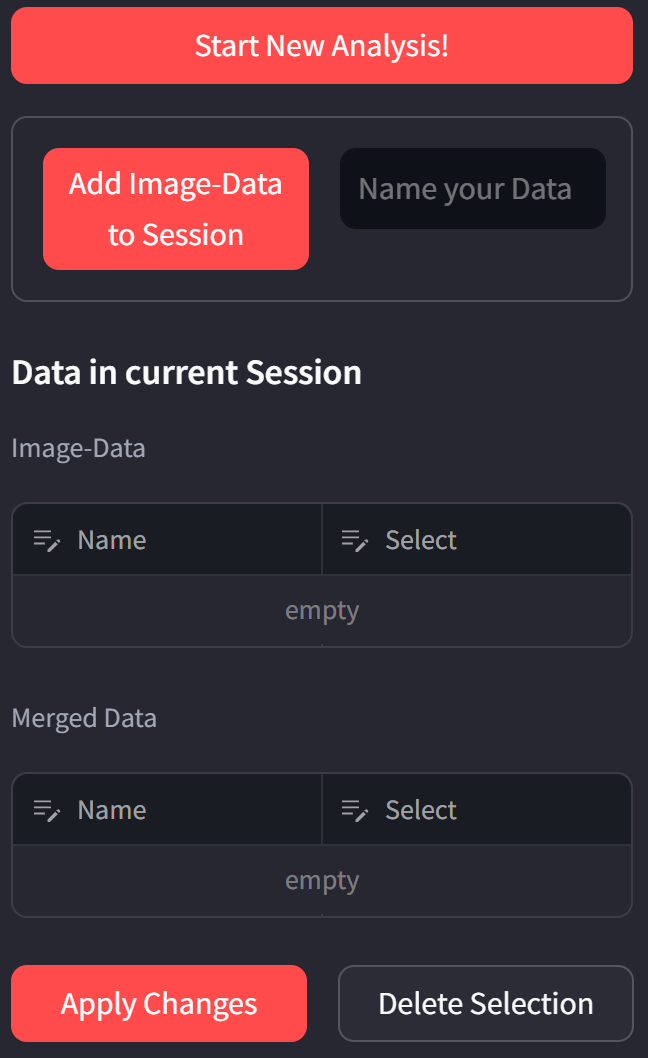 Start New Analysis!
Add Image-Data
to Session
Name your Data
Data in current Session
Image-Data
Name Select
empty
Merged Data
Name Select
empty
Apply Changes Delete Selection